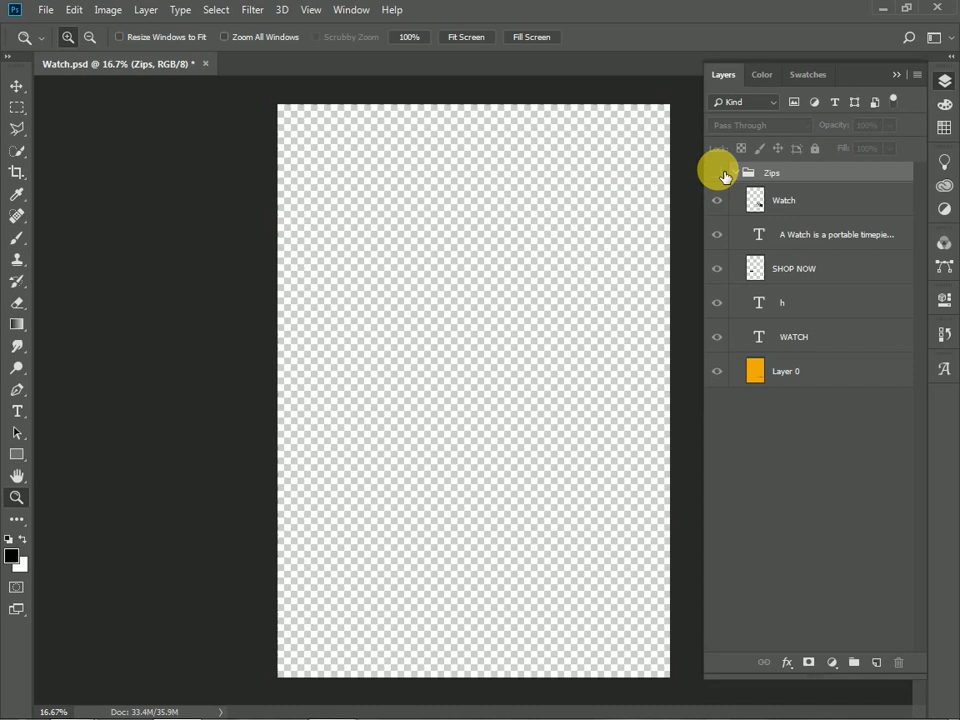 Ps File Edit Image Layer Type Select Filter 3D View Window Help
Resize Windows to Fit Zoom All Windows Scrubby Zoom 100% Fit Screen Fill Screen
Watch.psd @ 16.7% (Zips, RGB/8) *
Layers Color Swatches
Kind
Pass Through Opacity: 100%
Lock: Fill: 100%
Zips
Watch
A Watch is a portable timepie...
SHOP NOW
h
WATCH
Layer 0
16.67% Doc: 33.4M/35.9M